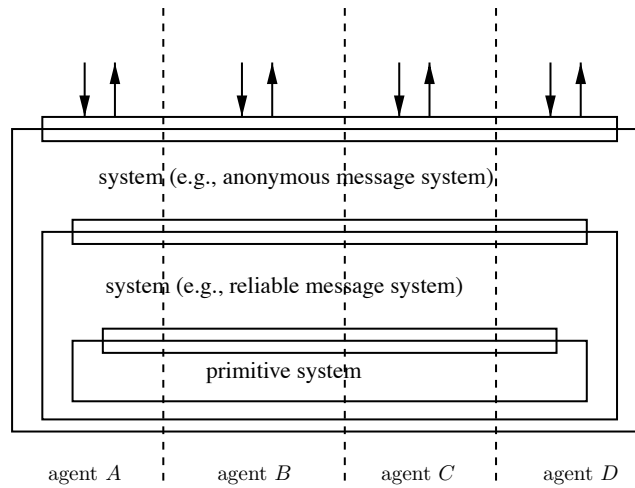 system (e.g., anonymous message system)
system (e.g., reliable message system)
primitive system
agent A agent B agent C agent D